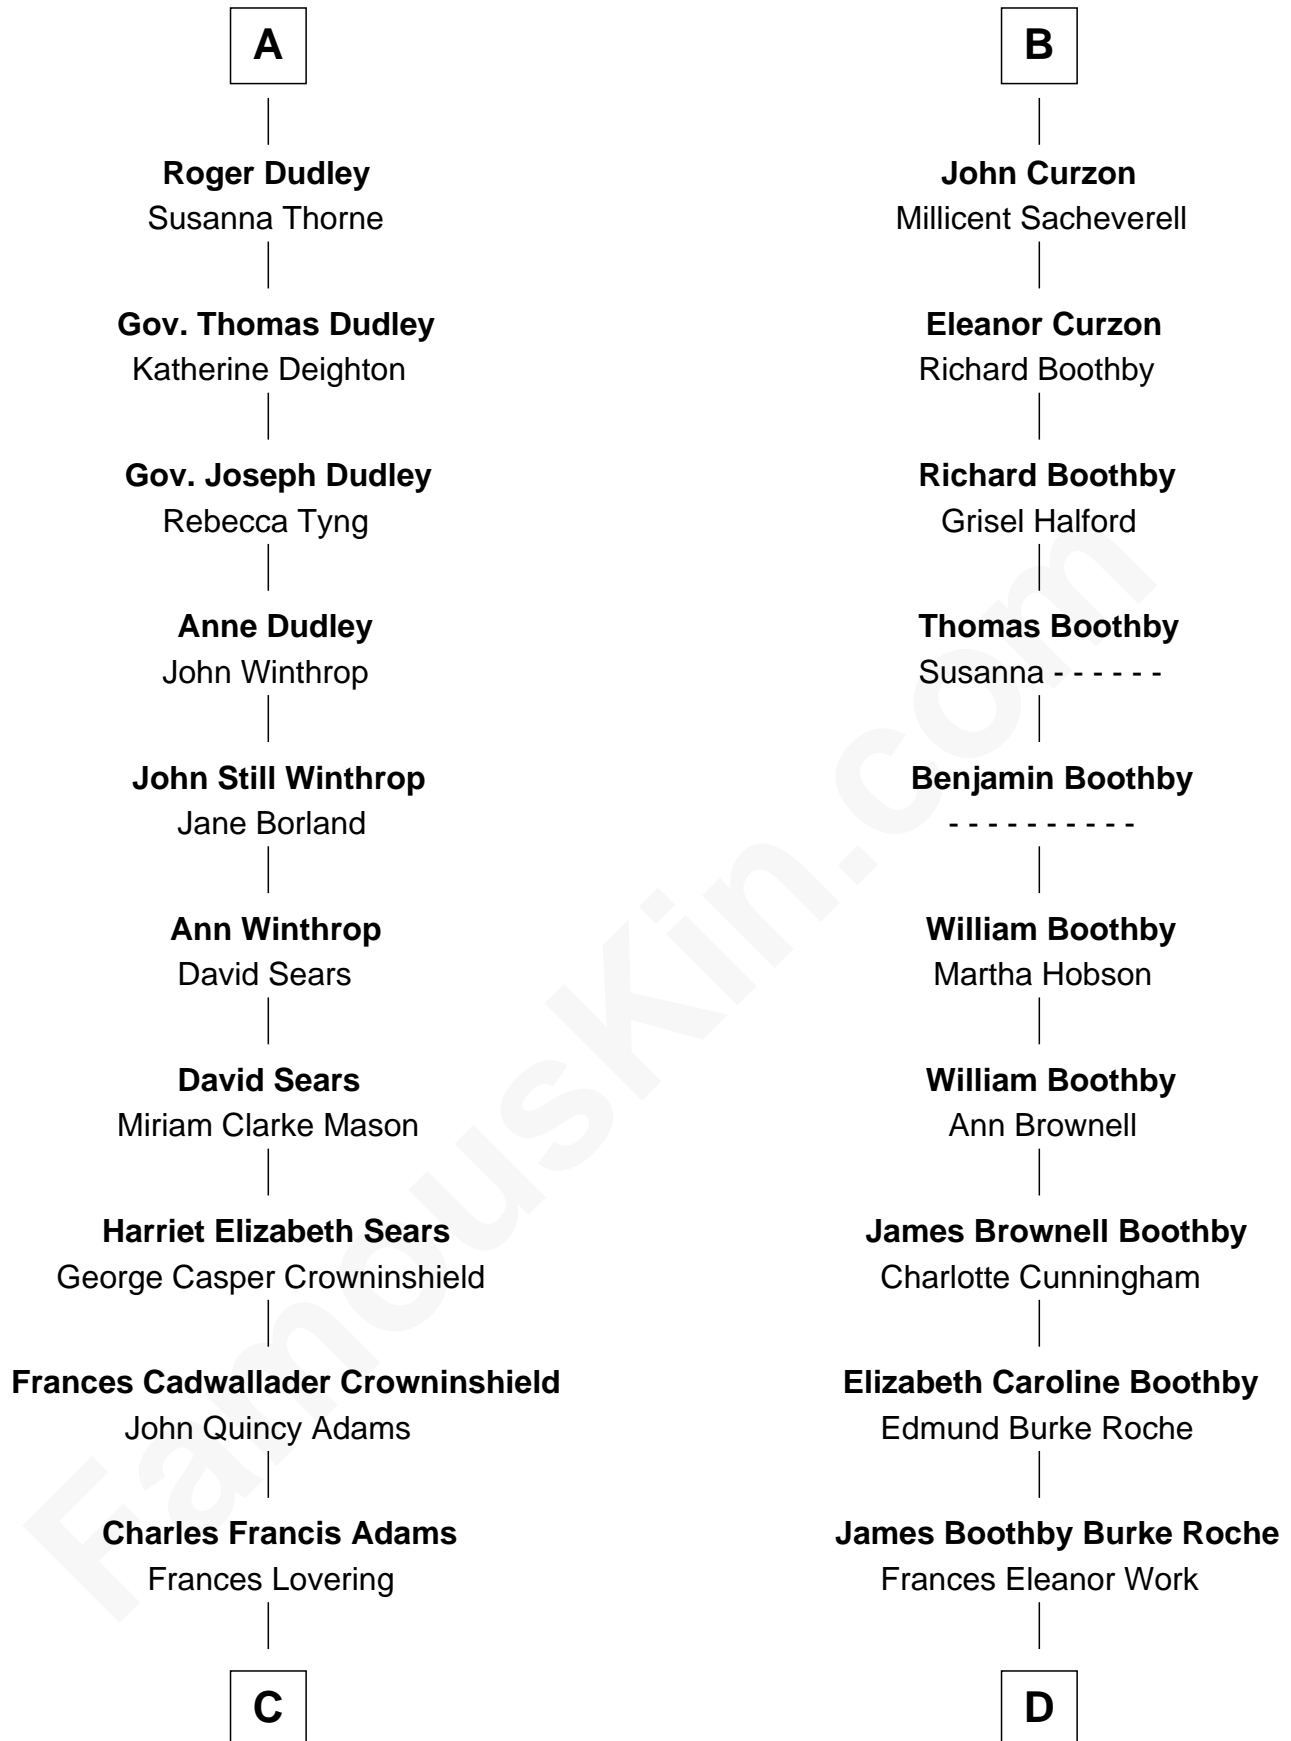 A
Roger Dudley
Susanna Thorne
Gov. Thomas Dudley
Katherine Deighton
Gov. Joseph Dudley
Rebecca Tyng
Anne Dudley
John Winthrop
John Still Winthrop
Jane Borland
Ann Winthrop
David Sears
David Sears
Miriam Clarke Mason
Harriet Elizabeth Sears
George Casper Crowninshield
Frances Cadwallader Crowninshield
John Quincy Adams
Charles Francis Adams
Frances Lovering
C
B
John Curzon
Millicent Sacheverell
Eleanor Curzon
Richard Boothby
Richard Boothby
Grisel Halford
Thomas Boothby
Susanna - - - - - -
Benjamin Boothby
- - - - - - - - - -
William Boothby
Martha Hobson
William Boothby
Ann Brownell
James Brownell Boothby
Charlotte Cunningham
Elizabeth Caroline Boothby
Edmund Burke Roche
James Boothby Burke Roche
Frances Eleanor Work
D
FamousKin.com